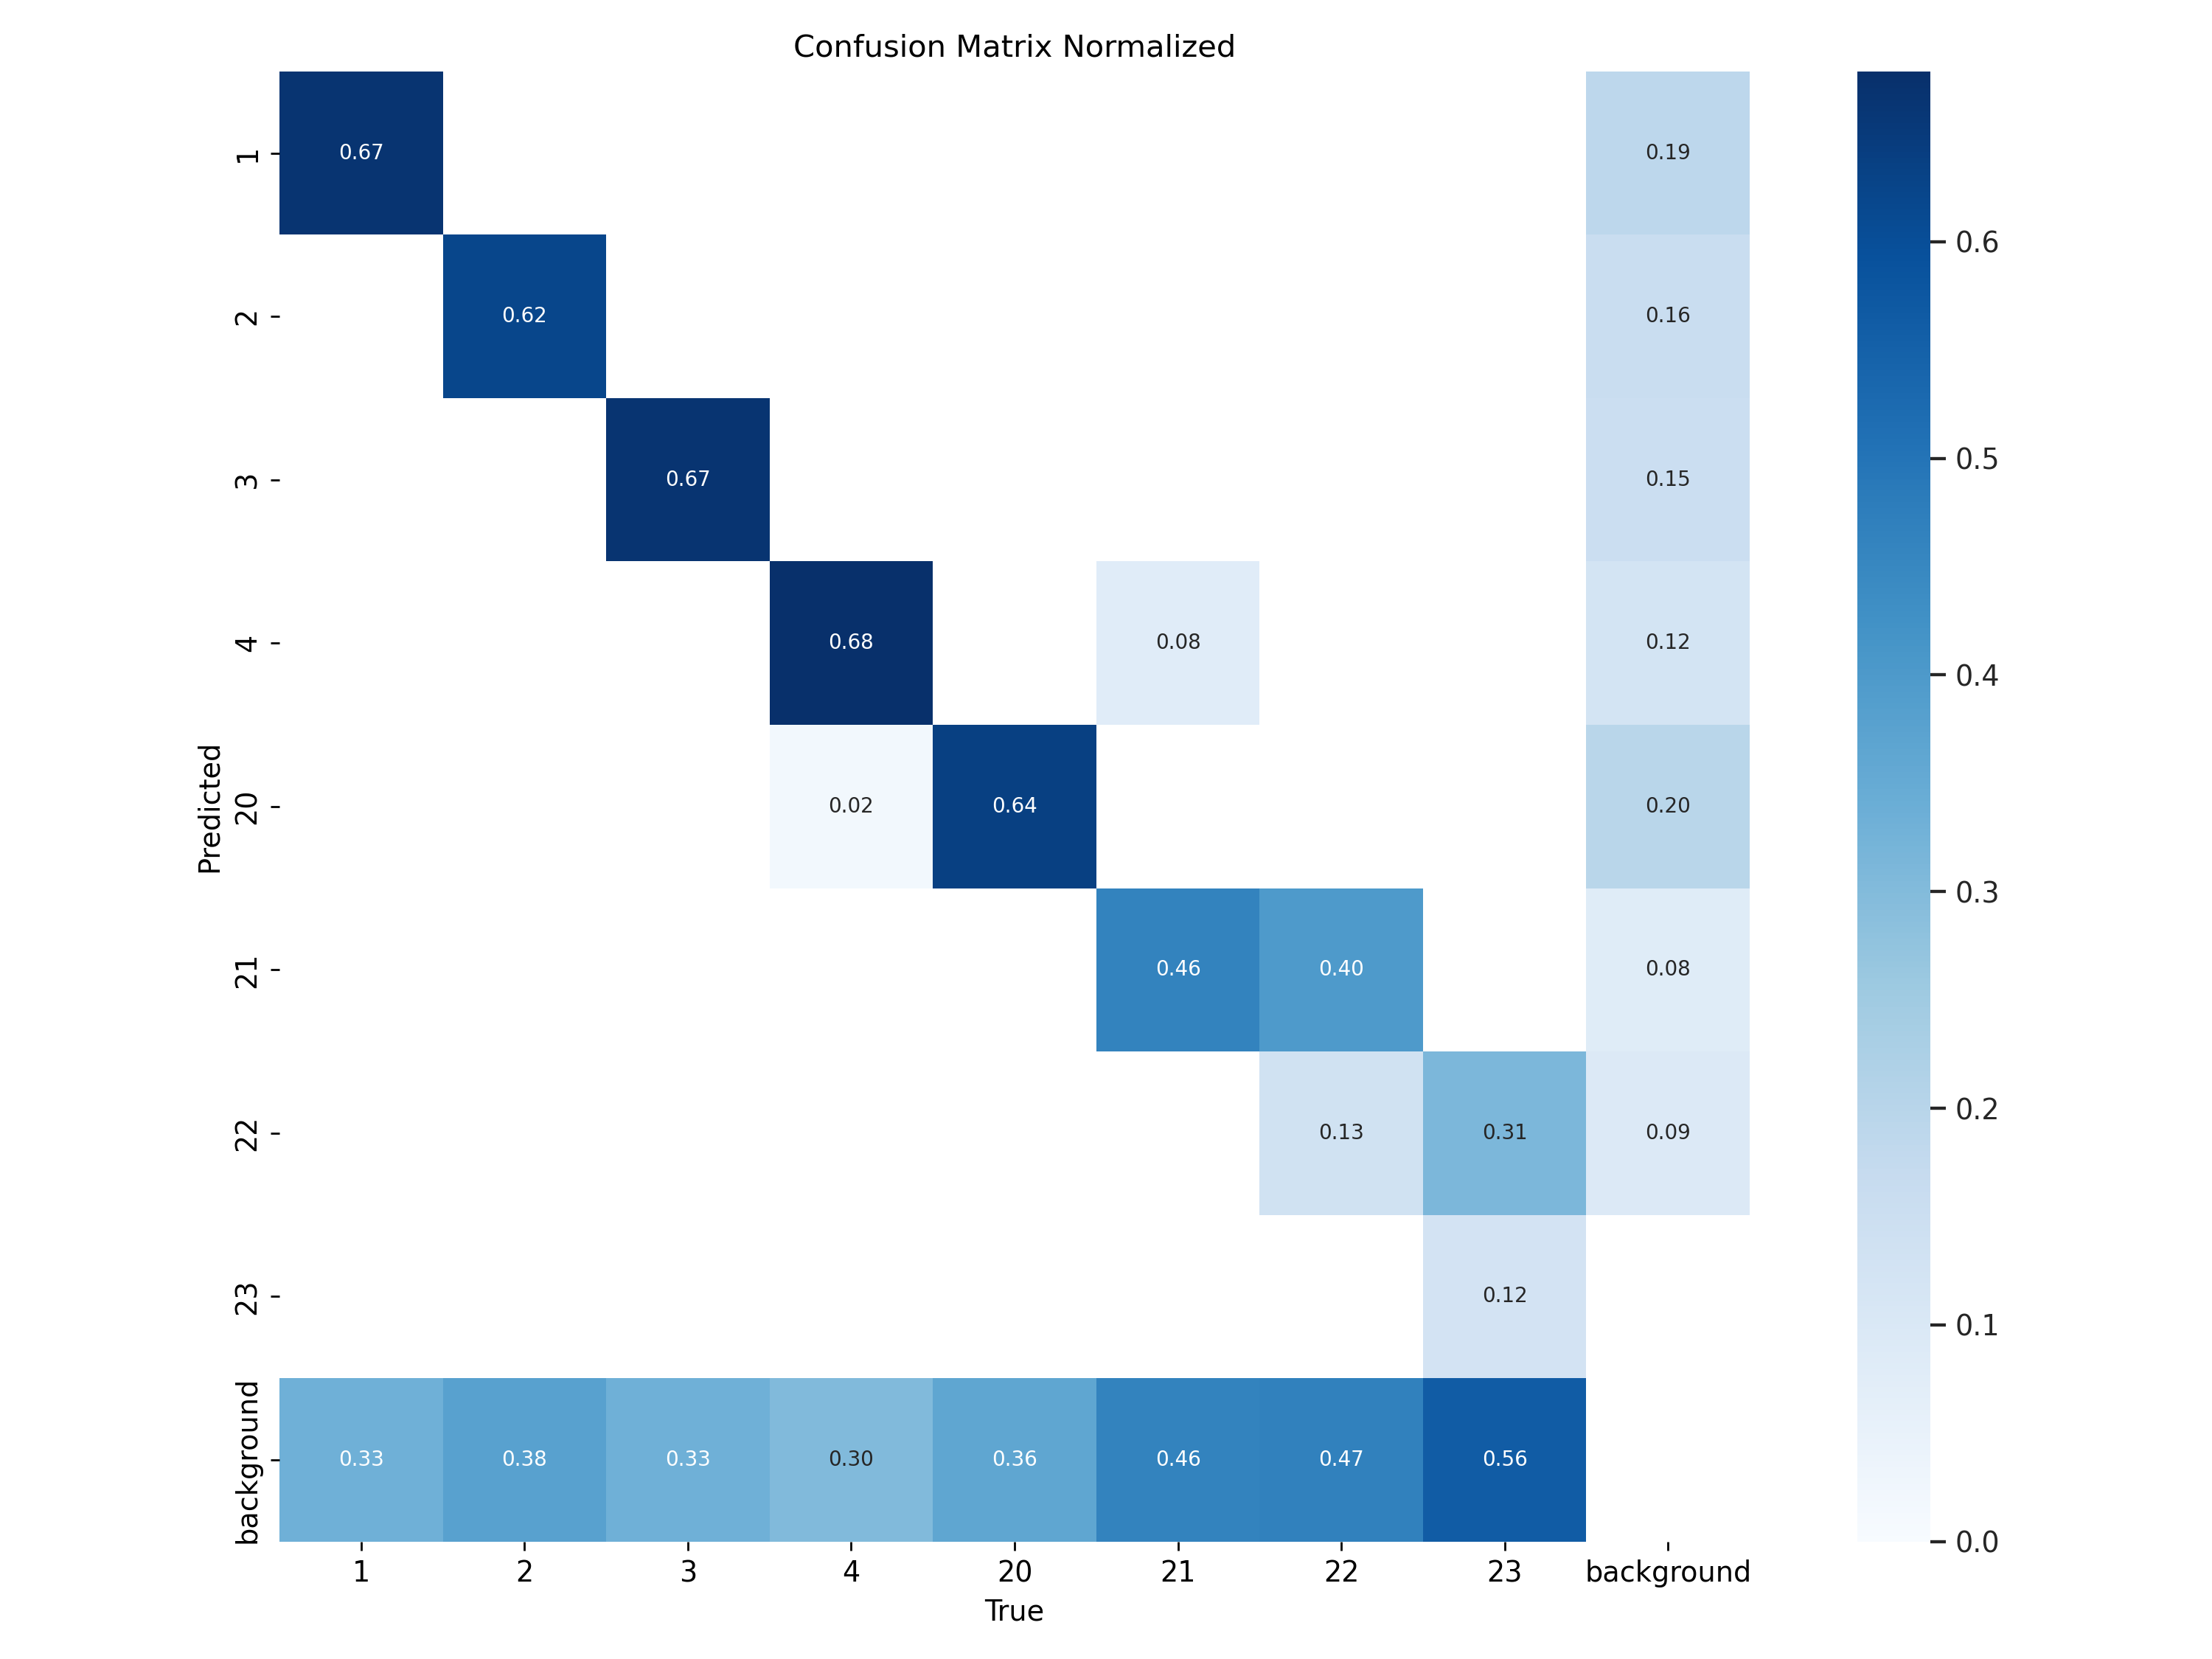 Confusion Matrix Normalized
1 0.67 0.19
2 0.62 0.16
3 0.67 0.15
4 0.68 0.08 0.12
20 0.02 0.64 0.20
21 0.46 0.40 0.08
22 0.13 0.31 0.09
23 0.12
background 0.33 0.38 0.33 0.30 0.36 0.46 0.47 0.56
Predicted
1 2 3 4 20 21 22 23 background
True
0.6
0.5
0.4
0.3
0.2
0.1
0.0